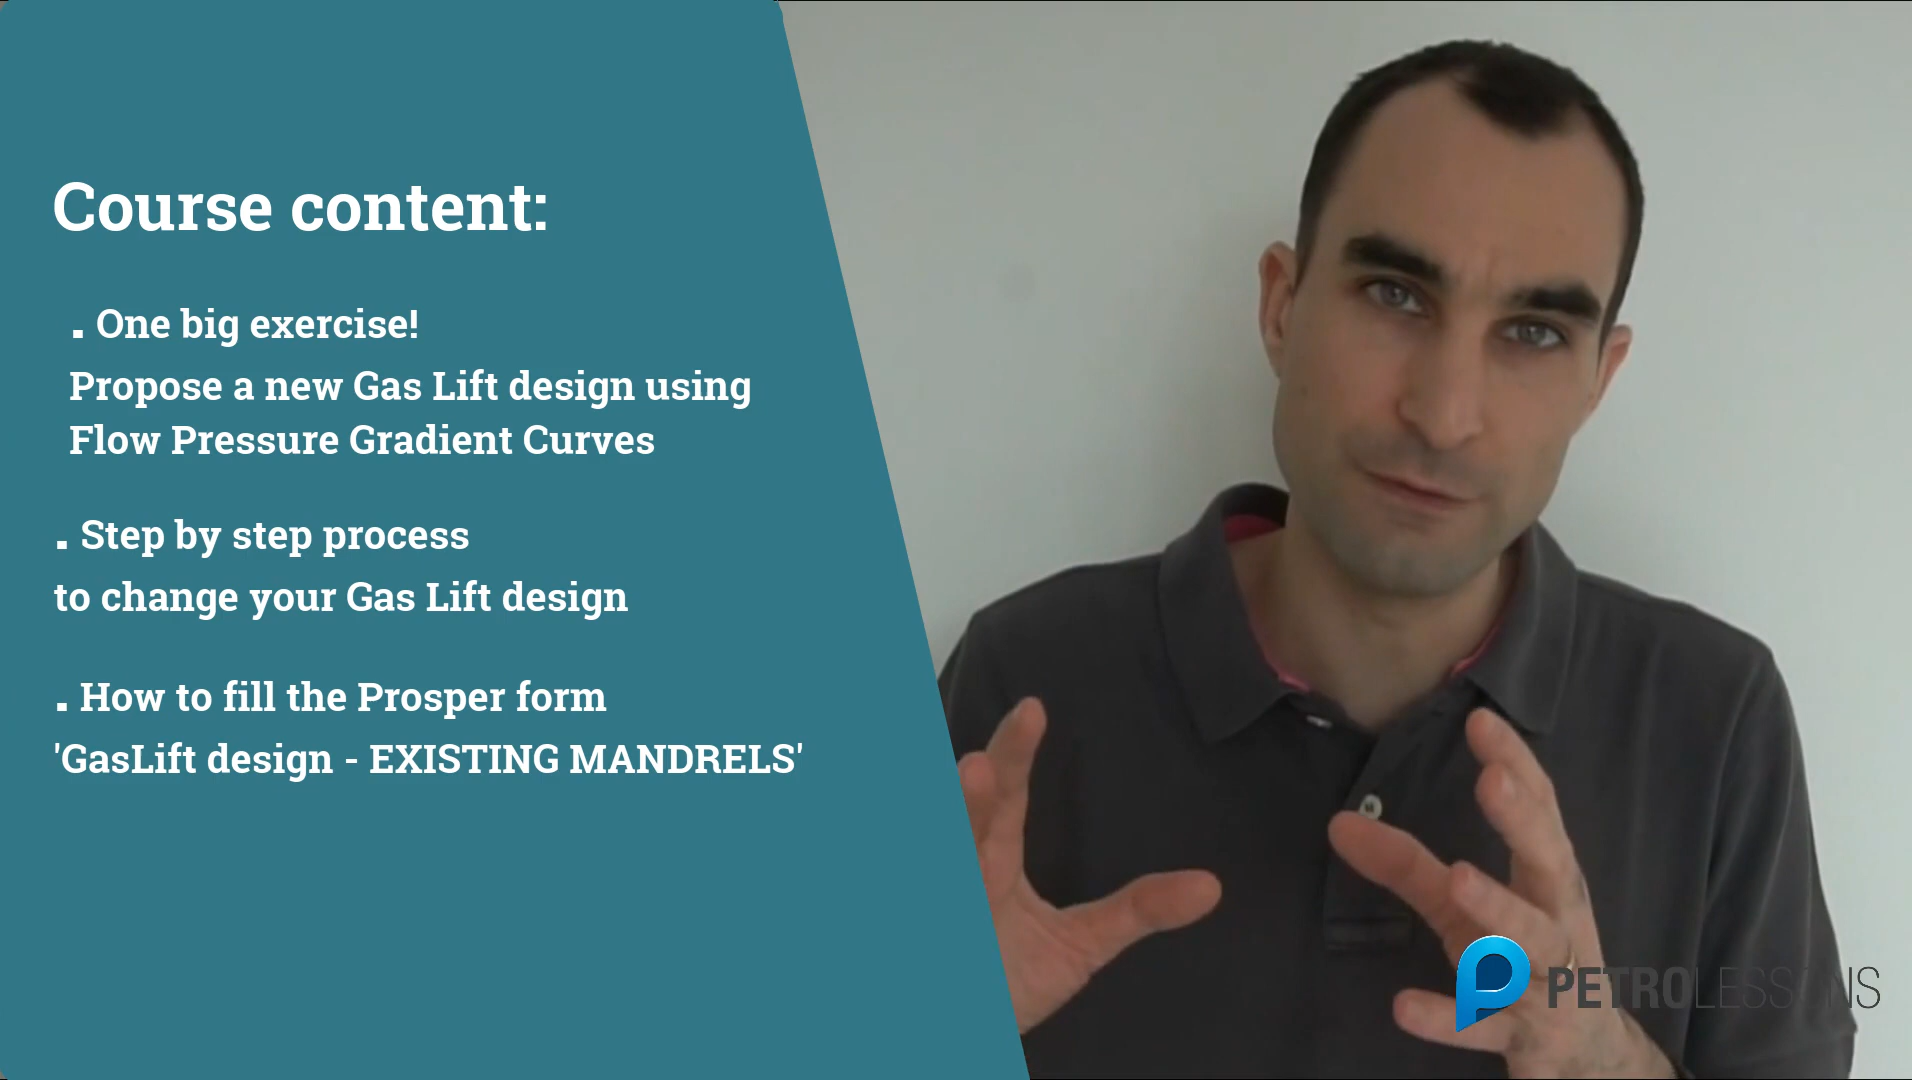 Course content:
. One big exercise!
Propose a new Gas Lift design using
Flow Pressure Gradient Curves
. Step by step process
to change your Gas Lift design
. How to fill the Prosper form
'GasLift design - EXISTING MANDRELS'
PETROLESSONS